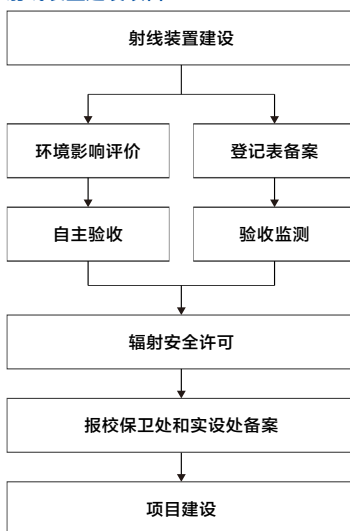 射线装置建设
环境影响评价
登记表备案
自主验收
验收监测
辐射安全许可
报校保卫处和实设处备案
项目建设